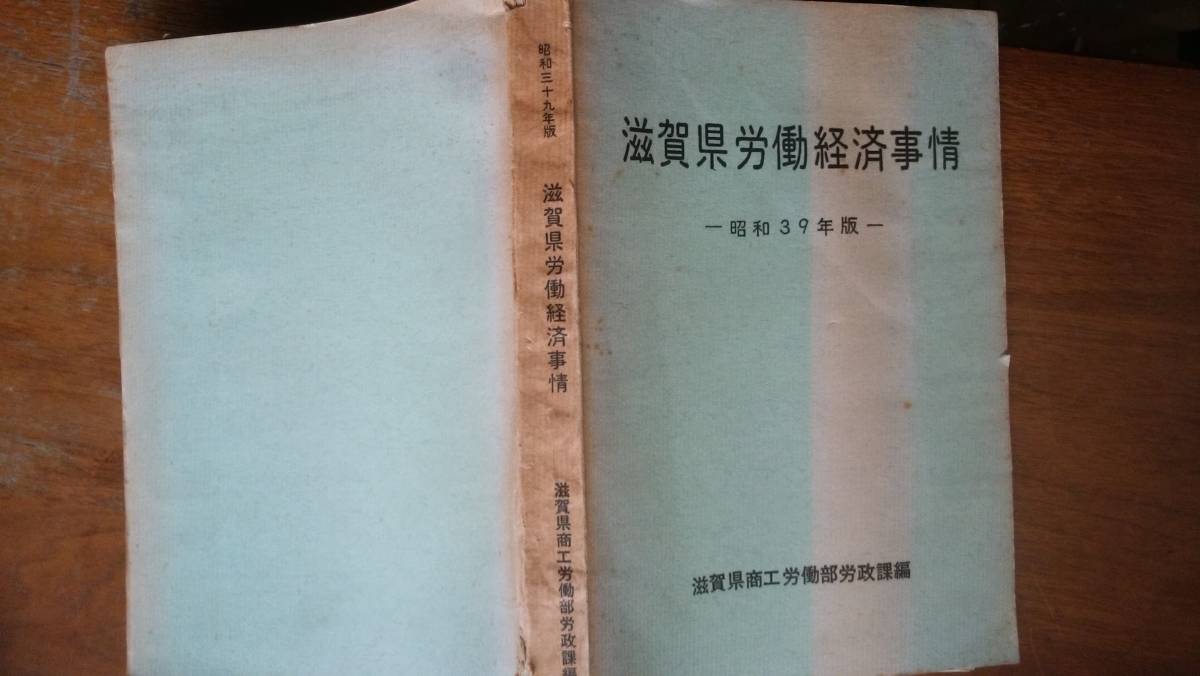 滋賀県労働経済事情
―昭和39年版―
滋賀県商工労働部労政課編
昭和三十九年版
滋賀県労働経済事情
滋賀県商工労働部労政課編